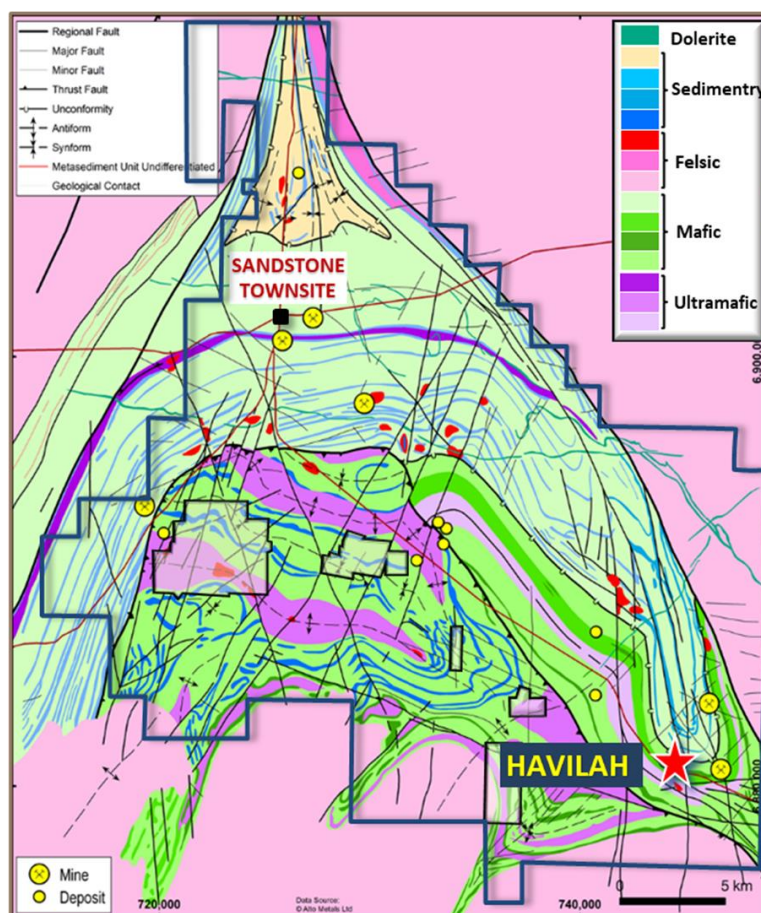 Regional Fault
Major Fault
Minor Fault
Thrust Fault
Unconformity
Antiform
Synform
Metasediment Unit Undifferentiated
Geological Contact
Dolerite
Sedimentry
Felsic
Mafic
Ultramafic
SANDSTONE
TOWNSITE
6,900,000
HAVILAH
Mine
Deposit
720,000
Data Source:
© Alto Metals Ltd
740,000
0
5 km